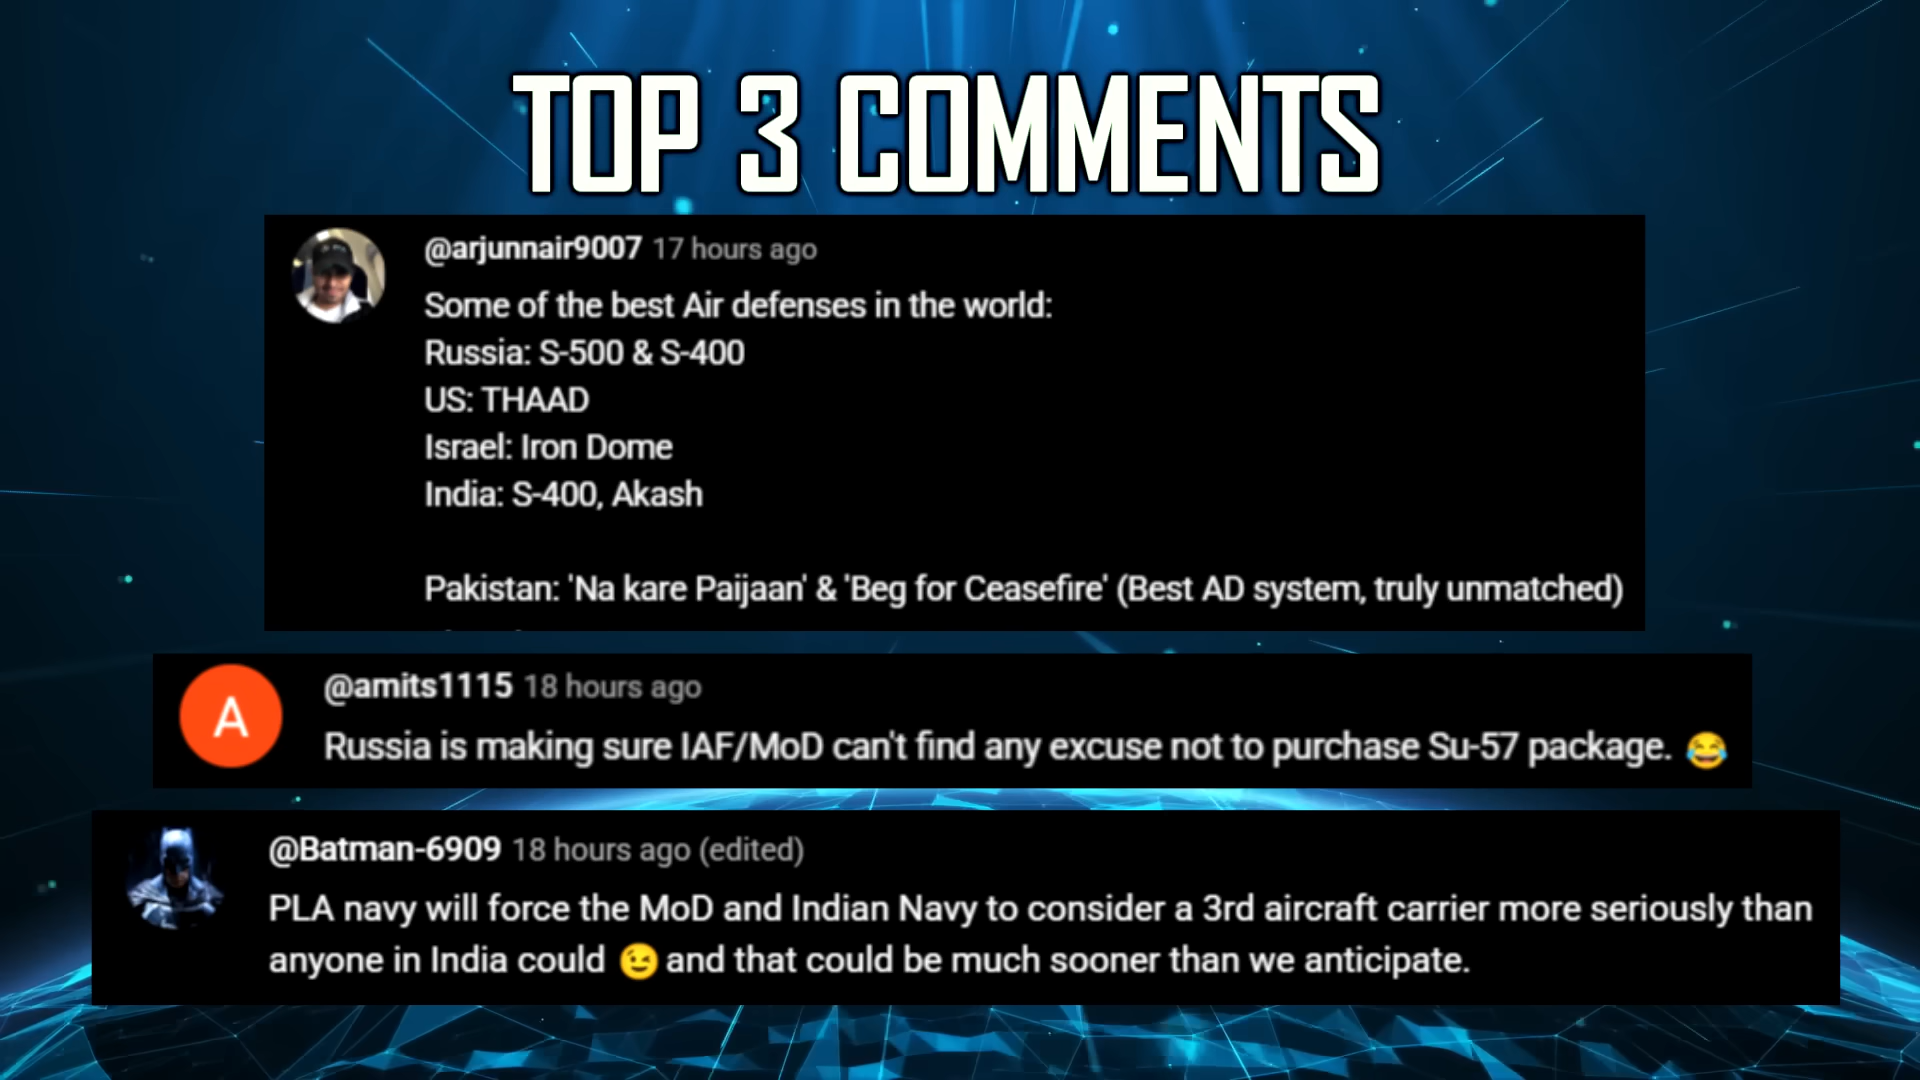 TOP 3 COMMENTS
@arjunnair9007 17 hours ago
Some of the best Air defenses in the world:
Russia: S-500 & S-400
US: THAAD
Israel: Iron Dome
India: S-400, Akash
Pakistan: 'Na kare Paijaan' & 'Beg for Ceasefire' (Best AD system, truly unmatched)
A
@amits1115 18 hours ago
Russia is making sure IAF/MoD can't find any excuse not to purchase Su-57 package. 😂
@Batman-6909 18 hours ago (edited)
PLA navy will force the MoD and Indian Navy to consider a 3rd aircraft carrier more seriously than
anyone in India could 😉 and that could be much sooner than we anticipate.